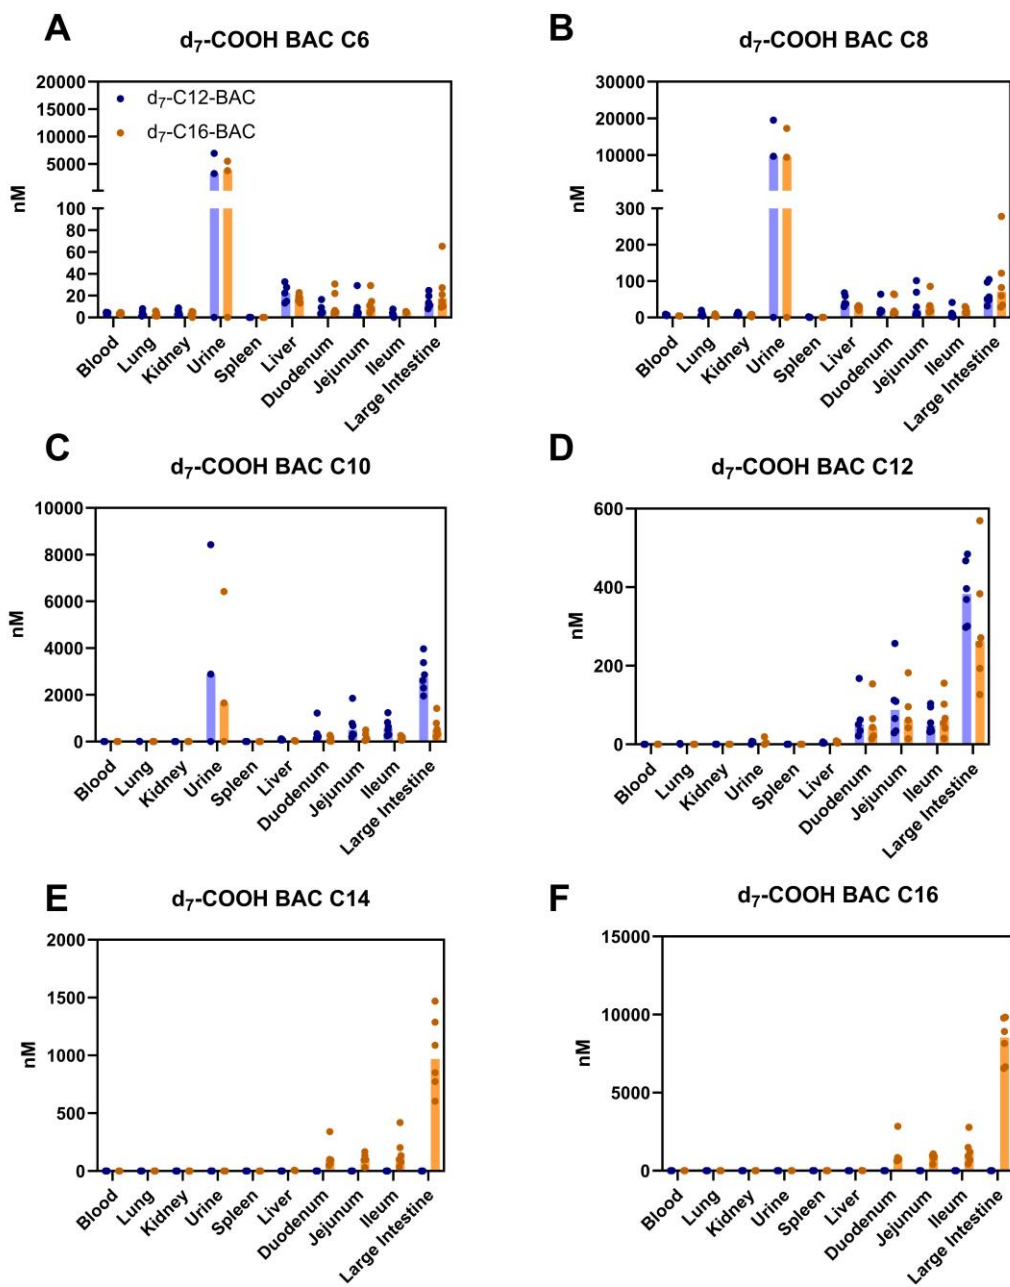 A
d₇-COOH BAC C6
20000
15000
10000
5000
100
80
60
40
20
0
nM
d₇-C12-BAC
d₇-C16-BAC
Blood
Lung
Kidney
Urine
Spleen
Liver
Duodenum
Jejunum
Ileum
Large Intestine
B
d₇-COOH BAC C8
30000
20000
10000
300
200
100
0
nM
Blood
Lung
Kidney
Urine
Spleen
Liver
Duodenum
Jejunum
Ileum
Large Intestine
C
d₇-COOH BAC C10
10000
8000
6000
4000
2000
0
nM
Blood
Lung
Kidney
Urine
Spleen
Liver
Duodenum
Jejunum
Ileum
Large Intestine
D
d₇-COOH BAC C12
600
400
200
0
nM
Blood
Lung
Kidney
Urine
Spleen
Liver
Duodenum
Jejunum
Ileum
Large Intestine
E
d₇-COOH BAC C14
2000
1500
1000
500
0
nM
Blood
Lung
Kidney
Urine
Spleen
Liver
Duodenum
Jejunum
Ileum
Large Intestine
F
d₇-COOH BAC C16
15000
10000
5000
0
nM
Blood
Lung
Kidney
Urine
Spleen
Liver
Duodenum
Jejunum
Ileum
Large Intestine